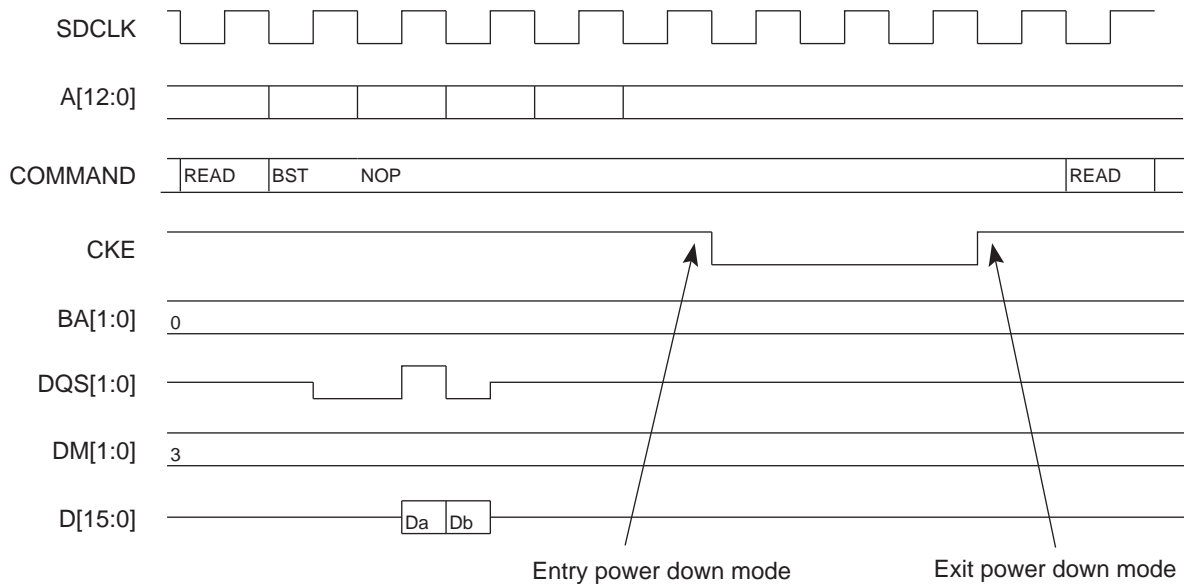 SDCLK
A[12:0]
COMMAND READ BST NOP READ
CKE
BA[1:0] 0
DQS[1:0]
DM[1:0] 3
D[15:0] Da Db
Entry power down mode Exit power down mode